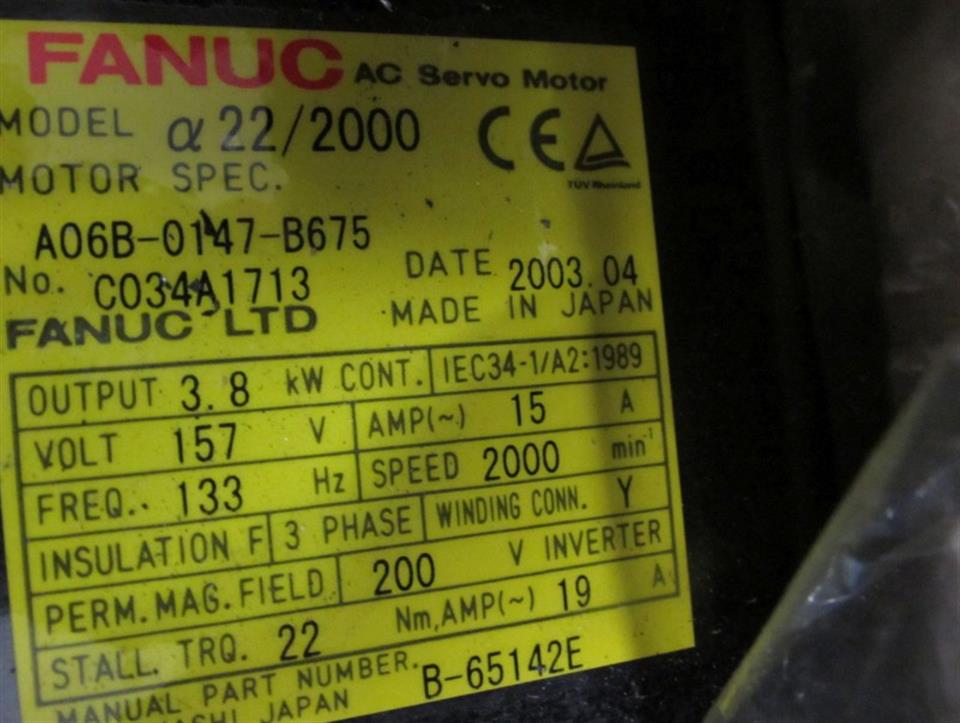 FANUC AC Servo Motor
MODEL α22/2000 CE
TÜV Rheinland
MOTOR SPEC.
A06B-0147-B675
No. C034A1713 DATE 2003.04
FANUC LTD MADE IN JAPAN
OUTPUT 3.8 kW CONT. IEC34-1/A2:1989
VOLT 157 V AMP(~) 15 A
FREQ.. 133 Hz SPEED 2000 min⁻¹
INSULATION F 3 PHASE WINDING CONN. Y
PERM.MAG.FIELD 200 V INVERTER
STALL. TRQ. 22 Nm,AMP(~) 19 A
MANUAL PART NUMBER. B-65142E
JAPAN